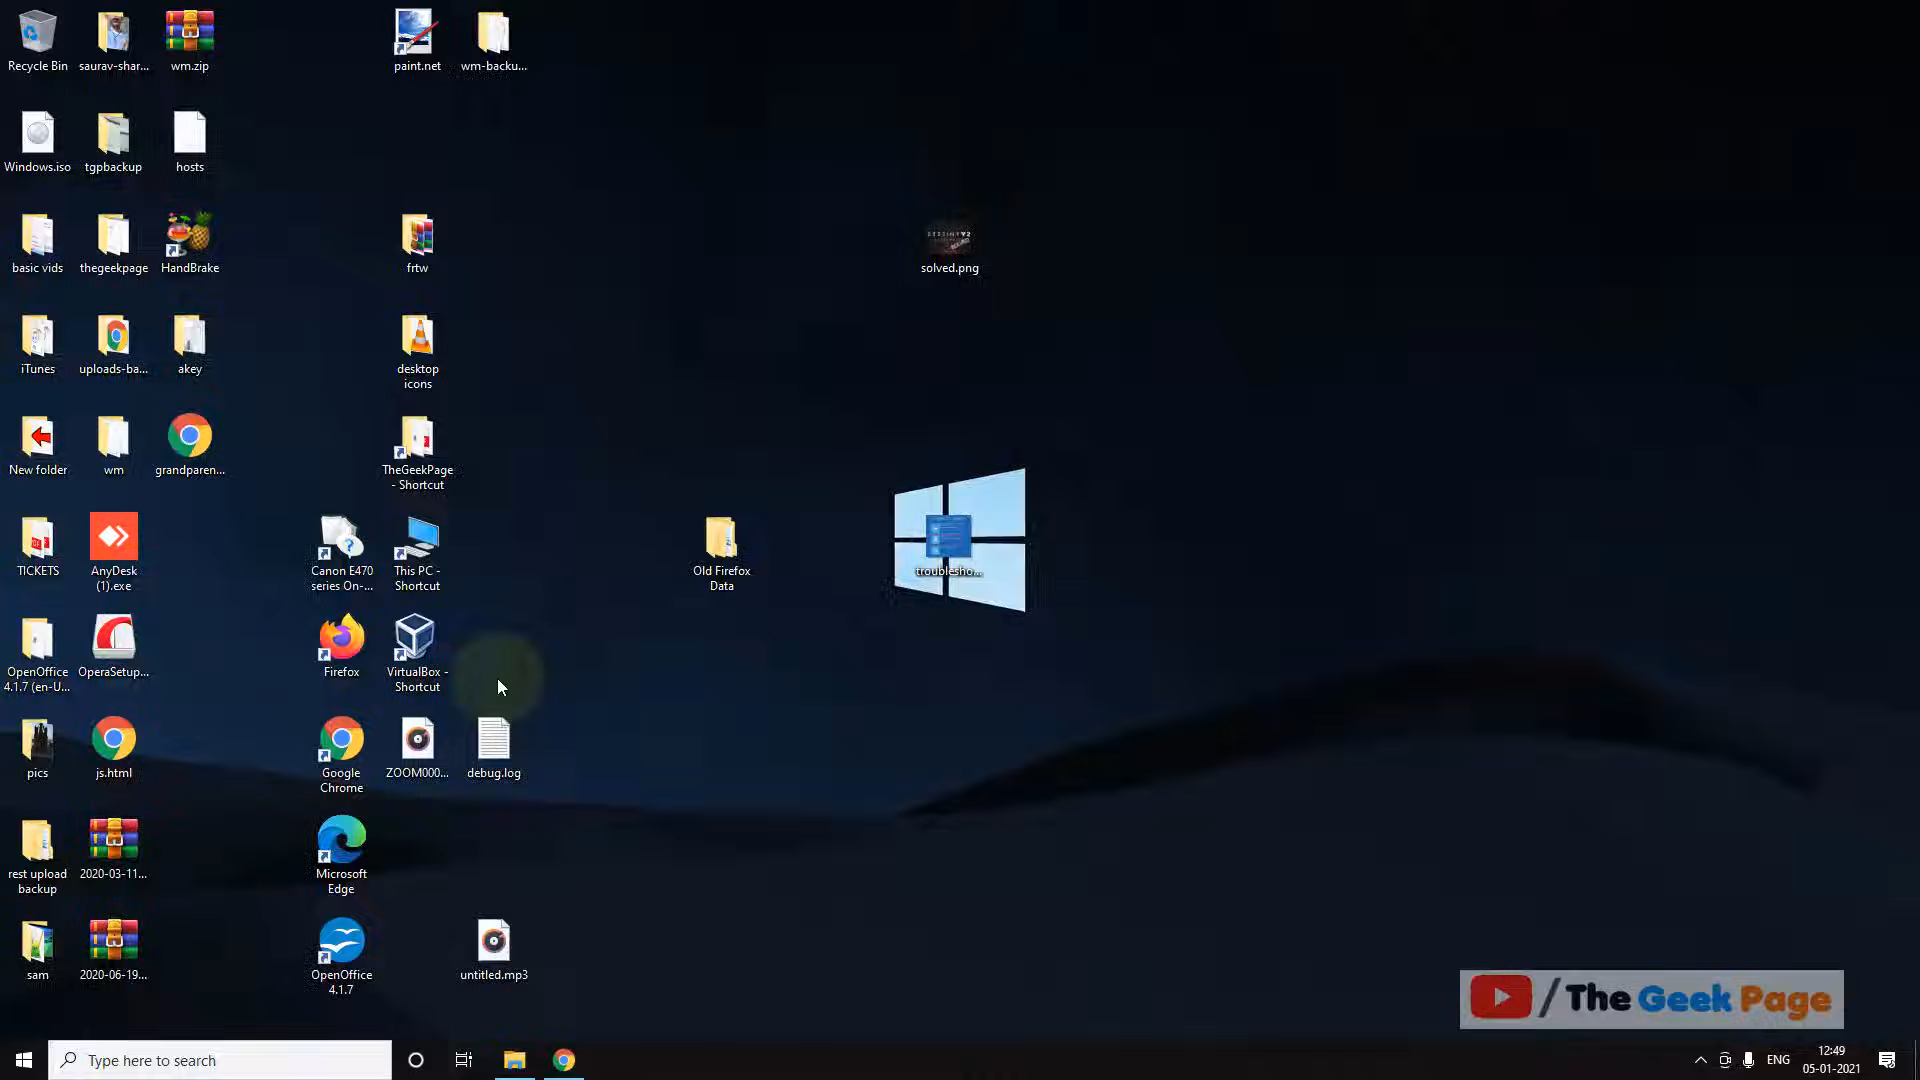 Recycle Bin
saurav-shar...
wm.zip
paint.net
wm-backu...
Windows.iso
tgpbackup
hosts
basic vids
thegeekpage
HandBrake
frtw
solved.png
iTunes
uploads-ba...
akey
desktop
icons
New folder
wm
grandparen...
TheGeekPage
- Shortcut
TICKETS
AnyDesk
(1).exe
Canon E470
series On-...
This PC -
Shortcut
Old Firefox
Data
troublesho...
OpenOffice
4.1.7 (en-U...
OperaSetup...
Firefox
VirtualBox -
Shortcut
pics
js.html
Google
Chrome
ZOOM000...
debug.log
rest upload
backup
2020-03-11...
Microsoft
Edge
sam
2020-06-19...
OpenOffice
4.1.7
untitled.mp3
/ The Geek Page
Type here to search
ENG
12:49
05-01-2021